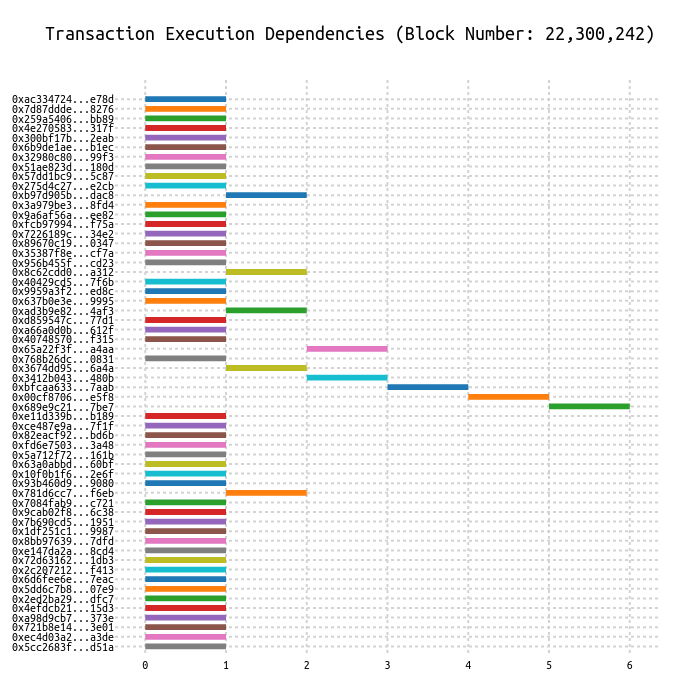 Transaction Execution Dependencies (Block Number: 22,300,242)
0xac334724...e78d
0x7d87ddde...8276
0x259a5406...bb89
0x4e270583...317f
0x300bf17b...2eab
0x6b9de1ae...b1ec
0x32980c80...99f3
0x51ae823d...180d
0x57dd1bc9...5c87
0x275d4c27...e2cb
0xb97d905b...dac8
0x3a979be3...8fd4
0x9a6af56a...ee82
0xfcb97994...f75a
0x7226189c...34e2
0x89670c19...0347
0x35387f8e...cf7a
0x956b455f...cd23
0x8c62cdd0...a312
0x40429cd5...7f6b
0x9959a3f2...ed8c
0x637b0e3e...9995
0xad3b9e82...4af3
0xd859547c...77d1
0xa66a0d0b...612f
0x40748570...f315
0x65a22f3f...a4aa
0x768b26dc...0831
0x3674dd95...6a4a
0x3412b043...480b
0xbfcaa633...7aab
0x00cf8706...e5f8
0x689e9c21...7be7
0xe11d339b...b189
0xce487e9a...7f1f
0x82eacf92...bd6b
0xfd6e7503...3a48
0x5a712f72...161b
0x63a0abbd...60bf
0x10f0b1f6...2e6f
0x93b460d9...9080
0x781d6cc7...f6eb
0x7084fab9...c721
0x9cab02f8...6c38
0x7b690cd5...1951
0x1df251c1...9987
0x8bb97639...7dfd
0xe147da2a...8cd4
0x72d63162...1db3
0x2c207212...f413
0x6d6fee6e...7eac
0x5dd6c7b8...07e9
0x2ed2ba29...dfc7
0x4efdcb21...15d3
0xa98d9cb7...373e
0x721b8e14...3e01
0xec4d03a2...a3de
0x5cc2683f...d51a
0 1 2 3 4 5 6